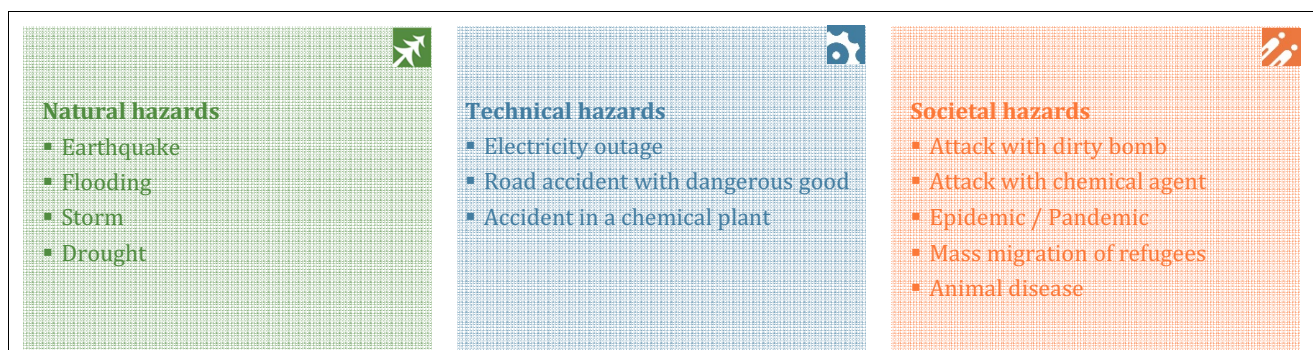 Natural hazards
▪ Earthquake
▪ Flooding
▪ Storm
▪ Drought
Technical hazards
▪ Electricity outage
▪ Road accident with dangerous good
▪ Accident in a chemical plant
Societal hazards
▪ Attack with dirty bomb
▪ Attack with chemical agent
▪ Epidemic / Pandemic
▪ Mass migration of refugees
▪ Animal disease